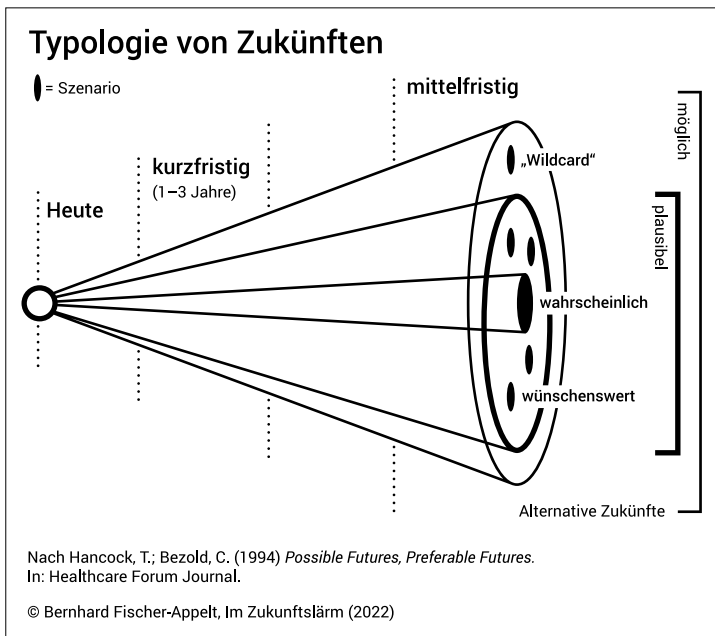 Typologie von Zukünften
= Szenario
mittelfristig
möglich
kurzfristig
(1–3 Jahre)
„Wildcard“
Heute
plausibel
wahrscheinlich
wünschenswert
Alternative Zukünfte
Nach Hancock, T.; Bezold, C. (1994) Possible Futures, Preferable Futures.
In: Healthcare Forum Journal.
© Bernhard Fischer-Appelt, Im Zukunftslärm (2022)